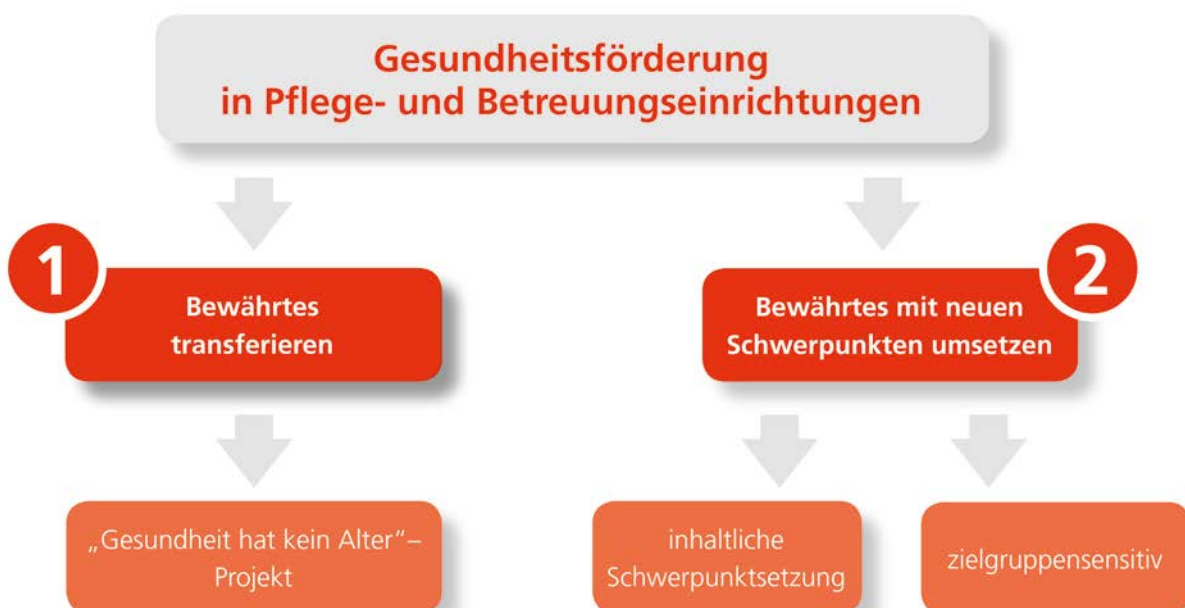 Gesundheitsförderung
in Pflege- und Betreuungseinrichtungen
1
Bewährtes
transferieren
2
Bewährtes mit neuen
Schwerpunkten umsetzen
„Gesundheit hat kein Alter“–
Projekt
inhaltliche
Schwerpunktsetzung
zielgruppensensitiv